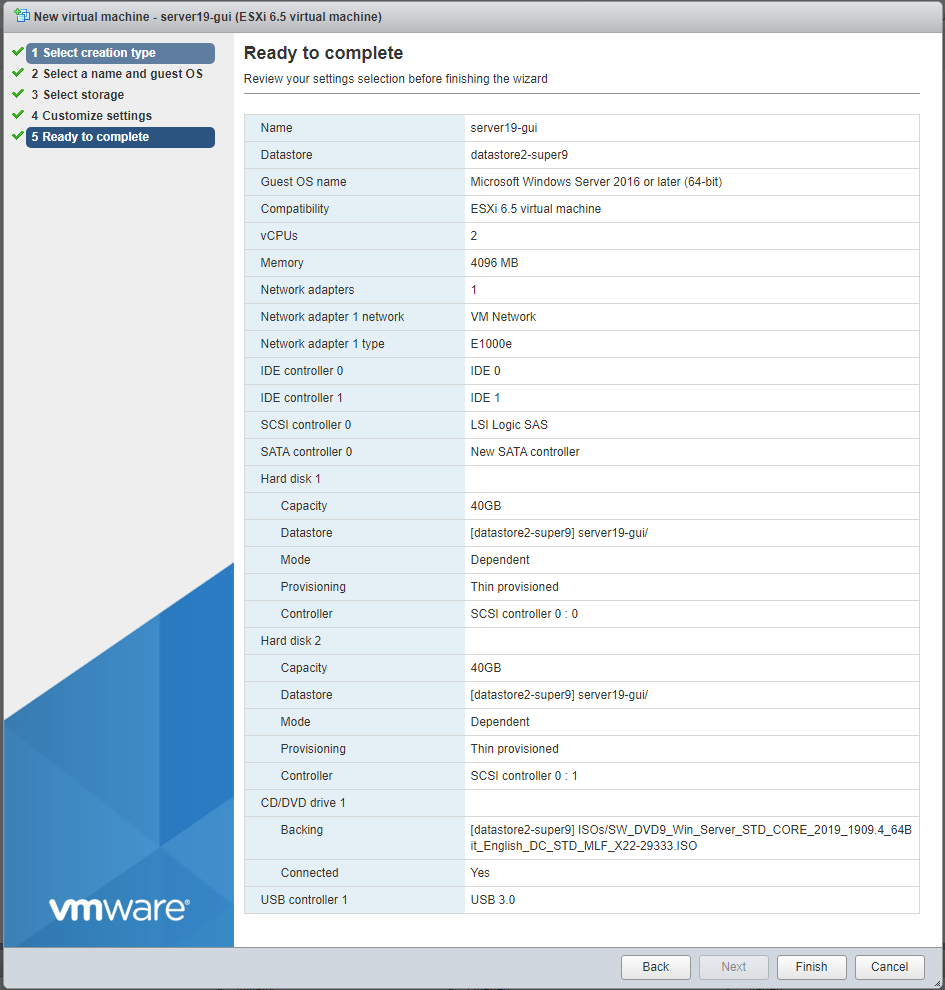 New virtual machine - server19-gui (ESXi 6.5 virtual machine)
1 Select creation type
2 Select a name and guest OS
3 Select storage
4 Customize settings
5 Ready to complete
Ready to complete
Review your settings selection before finishing the wizard
Name server19-gui
Datastore datastore2-super9
Guest OS name Microsoft Windows Server 2016 or later (64-bit)
Compatibility ESXi 6.5 virtual machine
vCPUs 2
Memory 4096 MB
Network adapters 1
Network adapter 1 network VM Network
Network adapter 1 type E1000e
IDE controller 0 IDE 0
IDE controller 1 IDE 1
SCSI controller 0 LSI Logic SAS
SATA controller 0 New SATA controller
Hard disk 1
Capacity 40GB
Datastore [datastore2-super9] server19-gui/
Mode Dependent
Provisioning Thin provisioned
Controller SCSI controller 0 : 0
Hard disk 2
Capacity 40GB
Datastore [datastore2-super9] server19-gui/
Mode Dependent
Provisioning Thin provisioned
Controller SCSI controller 0 : 1
CD/DVD drive 1
Backing [datastore2-super9] ISOs/SW_DVD9_Win_Server_STD_CORE_2019_1909.4_64B
it_English_DC_STD_MLF_X22-29333.ISO
Connected Yes
USB controller 1 USB 3.0
vmware®
Back Next Finish Cancel